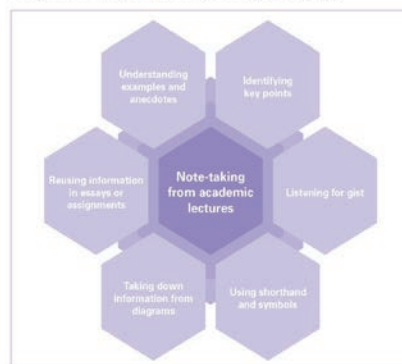 Understanding
examples and
anecdotes
Identifying
key points
Reusing information
in essays or
assignments
Note-taking
from academic
lectures
Listening for gist
Taking down
information from
diagrams
Using shorthand
and symbols